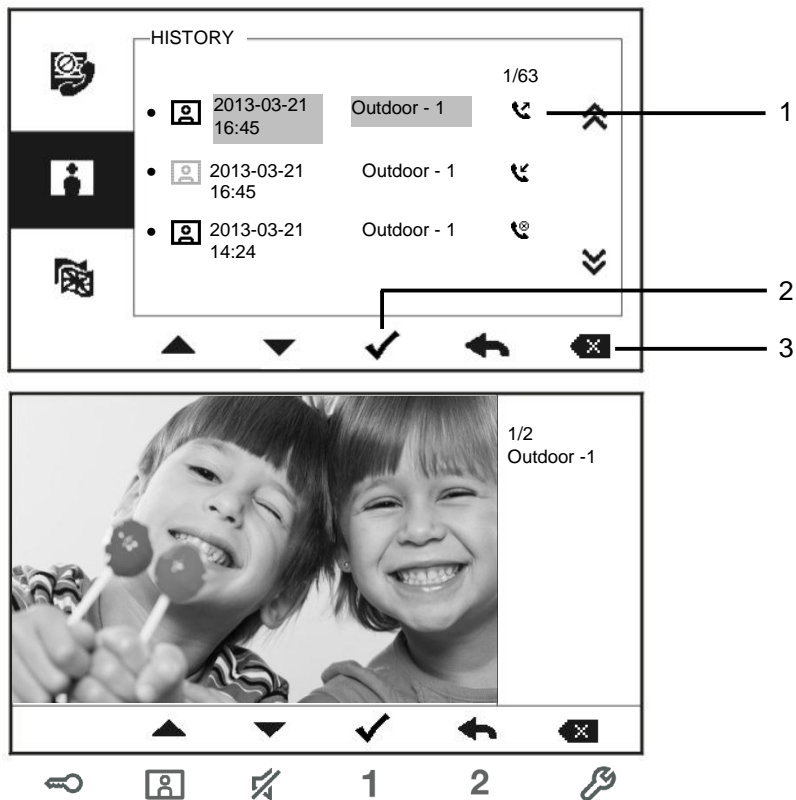 HISTORY
1/63
2013-03-21 Outdoor - 1
16:45
1
2013-03-21 Outdoor - 1
16:45
2013-03-21 Outdoor - 1
14:24
2
3
1/2
Outdoor -1
1 2